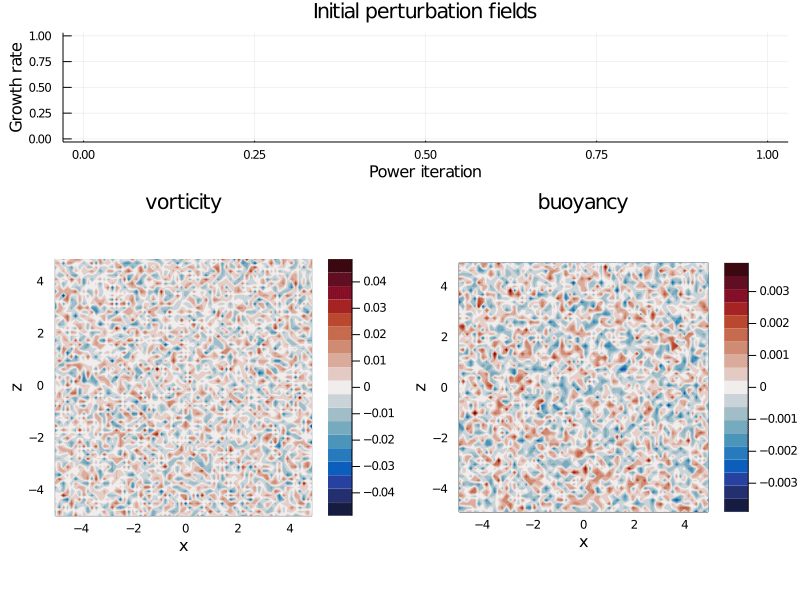 Initial perturbation fields
Growth rate
1.00
0.75
0.50
0.25
0.00
0.00 0.25 0.50 0.75 1.00
Power iteration
vorticity
z
4
2
0
−2
−4
−4 −2 0 2 4
x
0.04
0.03
0.02
0.01
0
−0.01
−0.02
−0.03
−0.04
buoyancy
z
4
2
0
−2
−4
−4 −2 0 2 4
x
0.003
0.002
0.001
0
−0.001
−0.002
−0.003